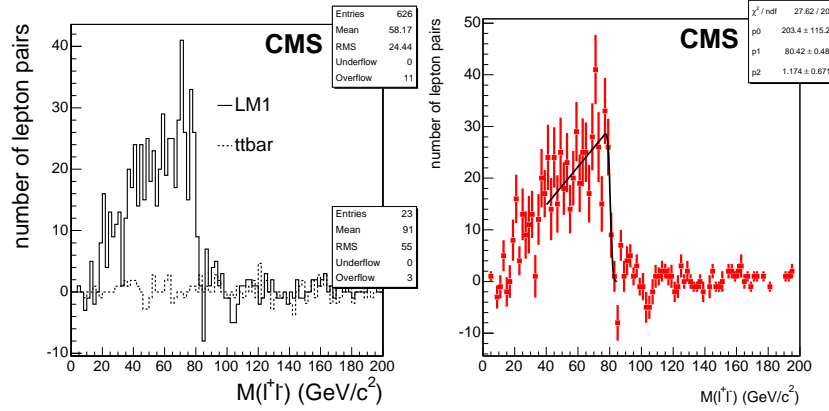 Entries 626
Mean 58.17
RMS 24.44
Underflow 0
Overflow 11
CMS
LM1
ttbar
Entries 23
Mean 91
RMS 55
Underflow 0
Overflow 3
number of lepton pairs
40
30
20
10
0
-10
0 20 40 60 80 100 120 140 160 180 200
M(l⁺l⁻) (GeV/c²)
χ² / ndf 27.62 / 20
p0 203.4 ± 115.2
p1 80.42 ± 0.48
p2 1.174 ± 0.671
CMS
number of lepton pairs
50
40
30
20
10
0
-10
0 20 40 60 80 100 120 140 160 180 200
M(l⁺l⁻) (GeV/c²)